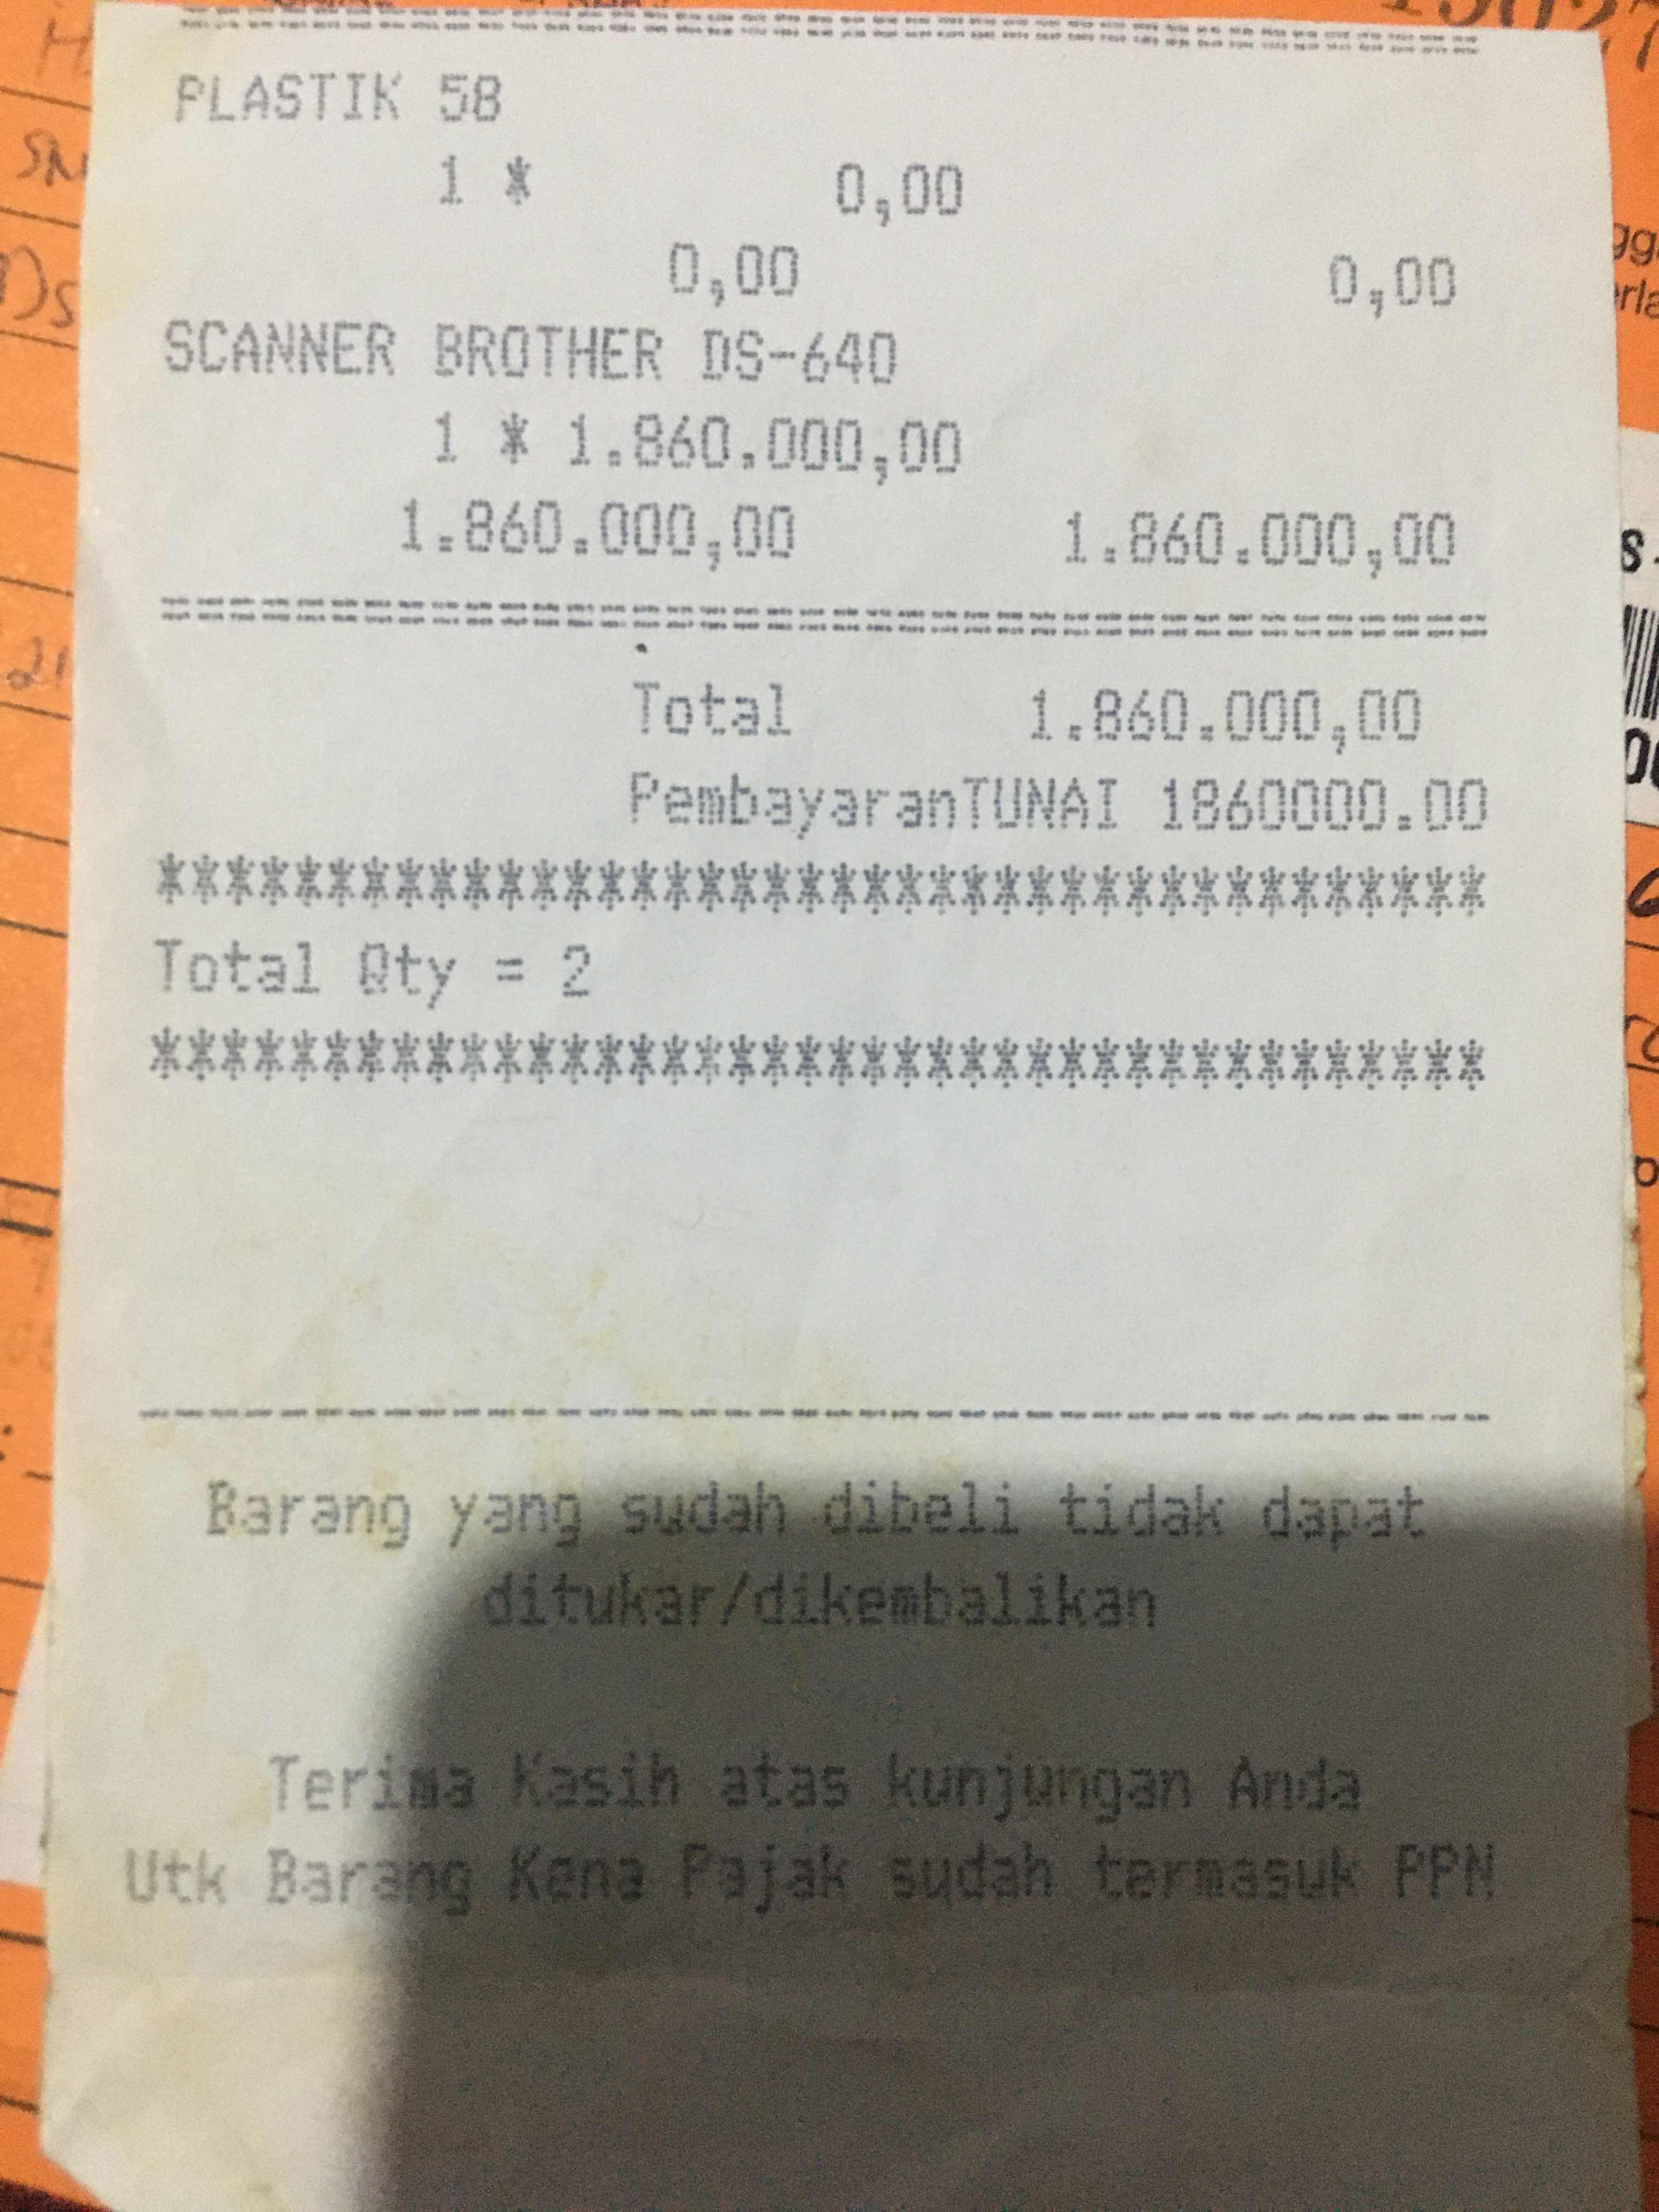 PLASTIK 58
1 * 0,00
0,00 0,00
SCANNER BROTHER DS-640
1 * 1.860.000,00
1.860.000,00 1.860.000,00
Total 1.860.000,00
PembayaranTUNAI 1860000.00
***************************************
Total Qty = 2
***************************************
Barang yang sudah dibeli tidak dapat
ditukar/dikembalikan
Terima Kasih atas kunjungan Anda
Utk Barang Kena Pajak sudah termasuk PPN